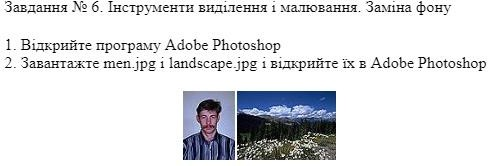 Завдання № 6. Інструменти виділення і малювання. Заміна фону
1. Відкрийте програму Adobe Photoshop
2. Завантажте men.jpg і landscape.jpg і відкрийте їх в Adobe Photoshop